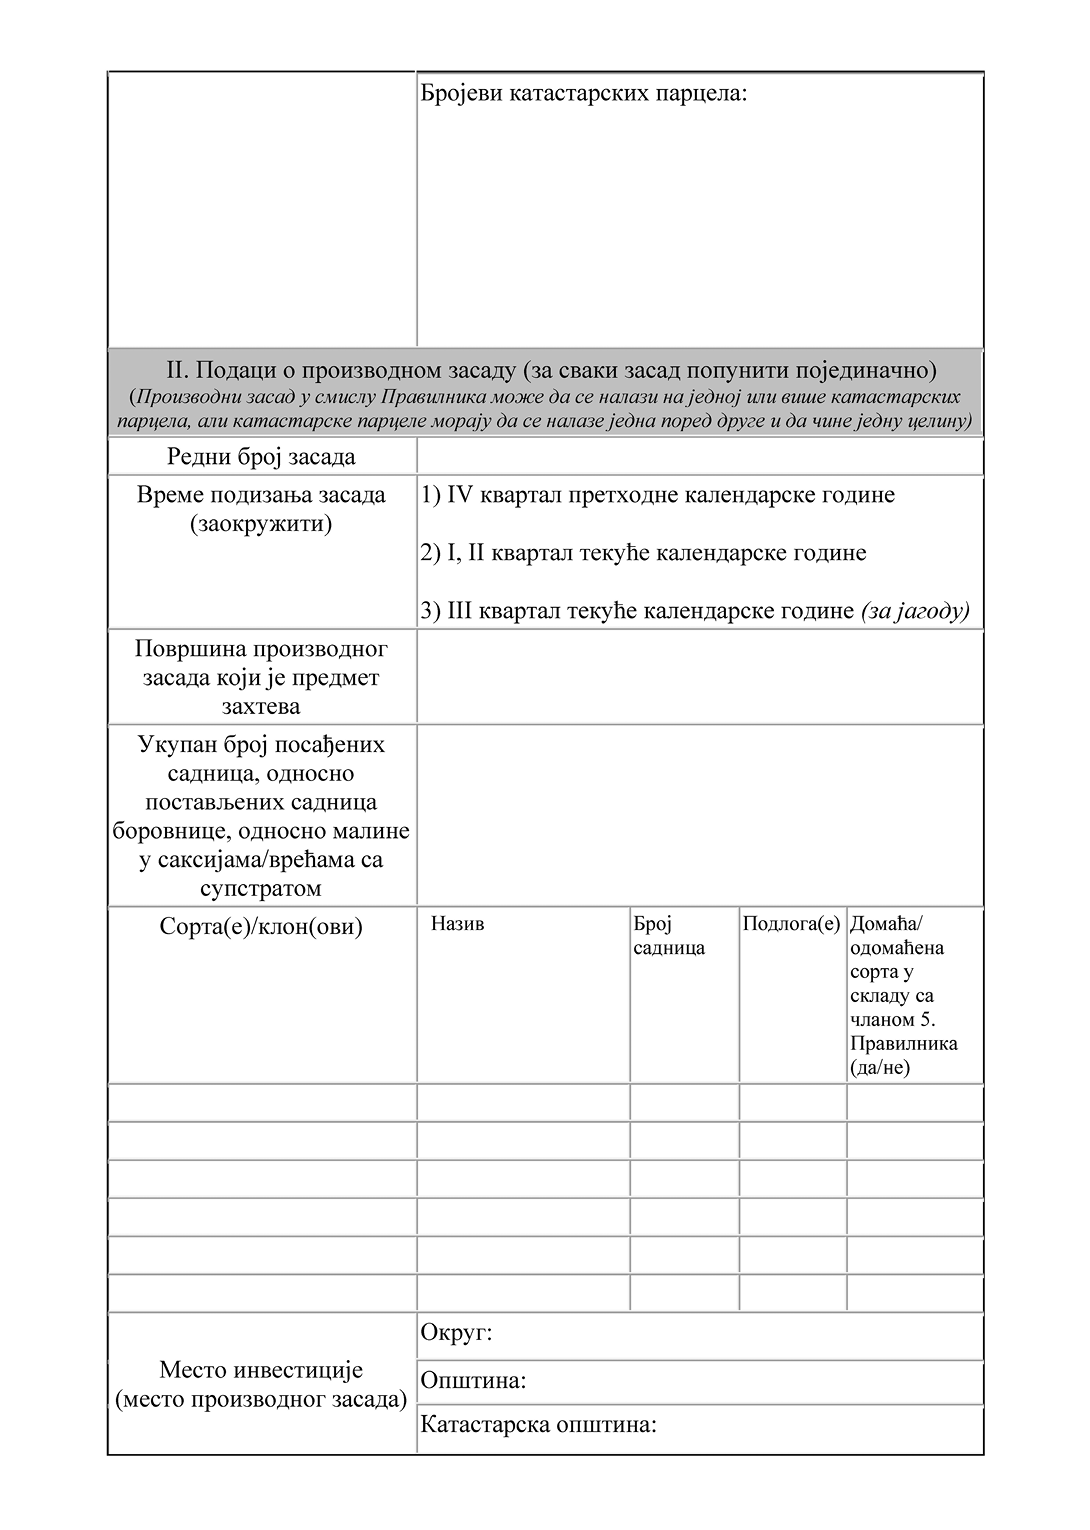 Бројеви катастарских парцела:
II. Подаци о производном засаду (за сваки засад попунити појединачно)
(Производни засад у смислу Правилника може да се налази на једној или више катастарских
парцела, али катастарске парцеле морају да се налазе једна поред друге и да чине једну целину)
Редни број засада
Време подизања засада
(заокружити)
1) IV квартал претходне календарске године
2) I, II квартал текуће календарске године
3) III квартал текуће календарске године (за јагоду)
Површина производног
засада који је предмет
захтева
Укупан број посађених
садница, односно
постављених садница
боровнице, односно малине
у саксијама/врећама са
супстратом
Сорта(е)/клон(ови)
Назив
Број
садница
Подлога(е)
Домаћа/
одомаћена
сорта у
складу са
чланом 5.
Правилника
(да/не)
Место инвестиције
(место производног засада)
Округ:
Општина:
Катастарска општина: